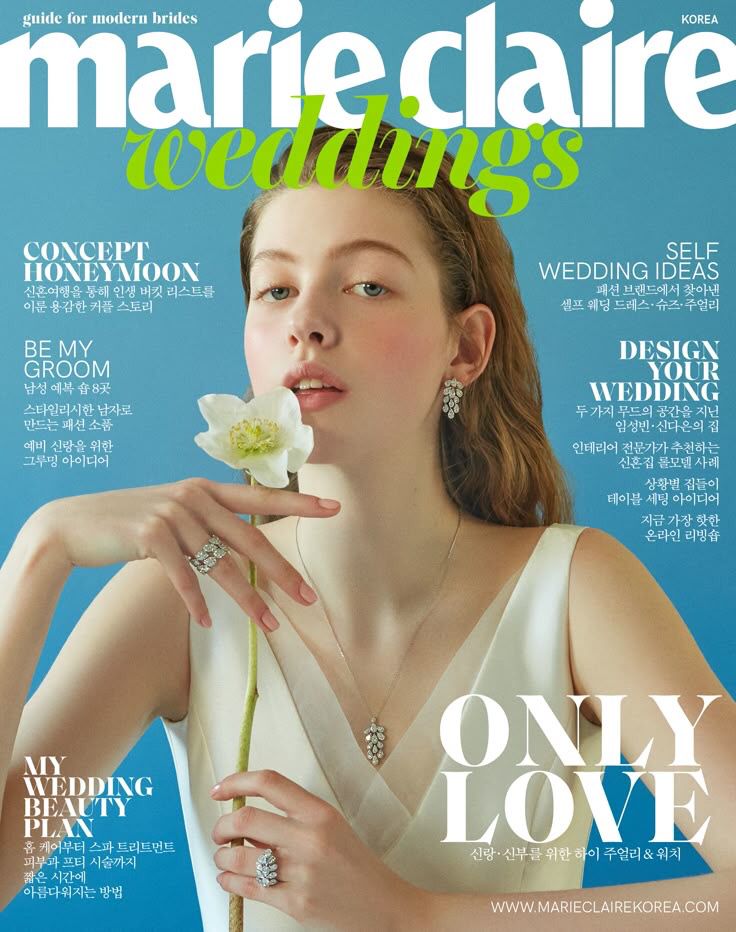 guide for modern brides
KOREA
marie claire
weddings
CONCEPT
HONEYMOON
신혼여행을 통해 인생 버킷 리스트를
이룬 용감한 커플 스토리
BE MY
GROOM
남성 예복 숍 8곳
스타일리시한 남자로
만드는 패션 소품
예비 신랑을 위한
그루밍 아이디어
SELF
WEDDING IDEAS
패션 브랜드에서 찾아낸
셀프 웨딩 드레스·슈즈·주얼리
DESIGN
YOUR
WEDDING
두 가지 무드의 공간을 지닌
임성빈·신다은의 집
인테리어 전문가가 추천하는
신혼집 롤모델 사례
상황별 집들이
테이블 세팅 아이디어
지금 가장 핫한
온라인 리빙숍
ONLY
LOVE
신랑·신부를 위한 하이 주얼리 & 워치
MY
WEDDING
BEAUTY
PLAN
홈 케어부터 스파 트리트먼트
피부과 프티 시술까지
짧은 시간에
아름다워지는 방법
WWW.MARIECLAIREKOREA.COM